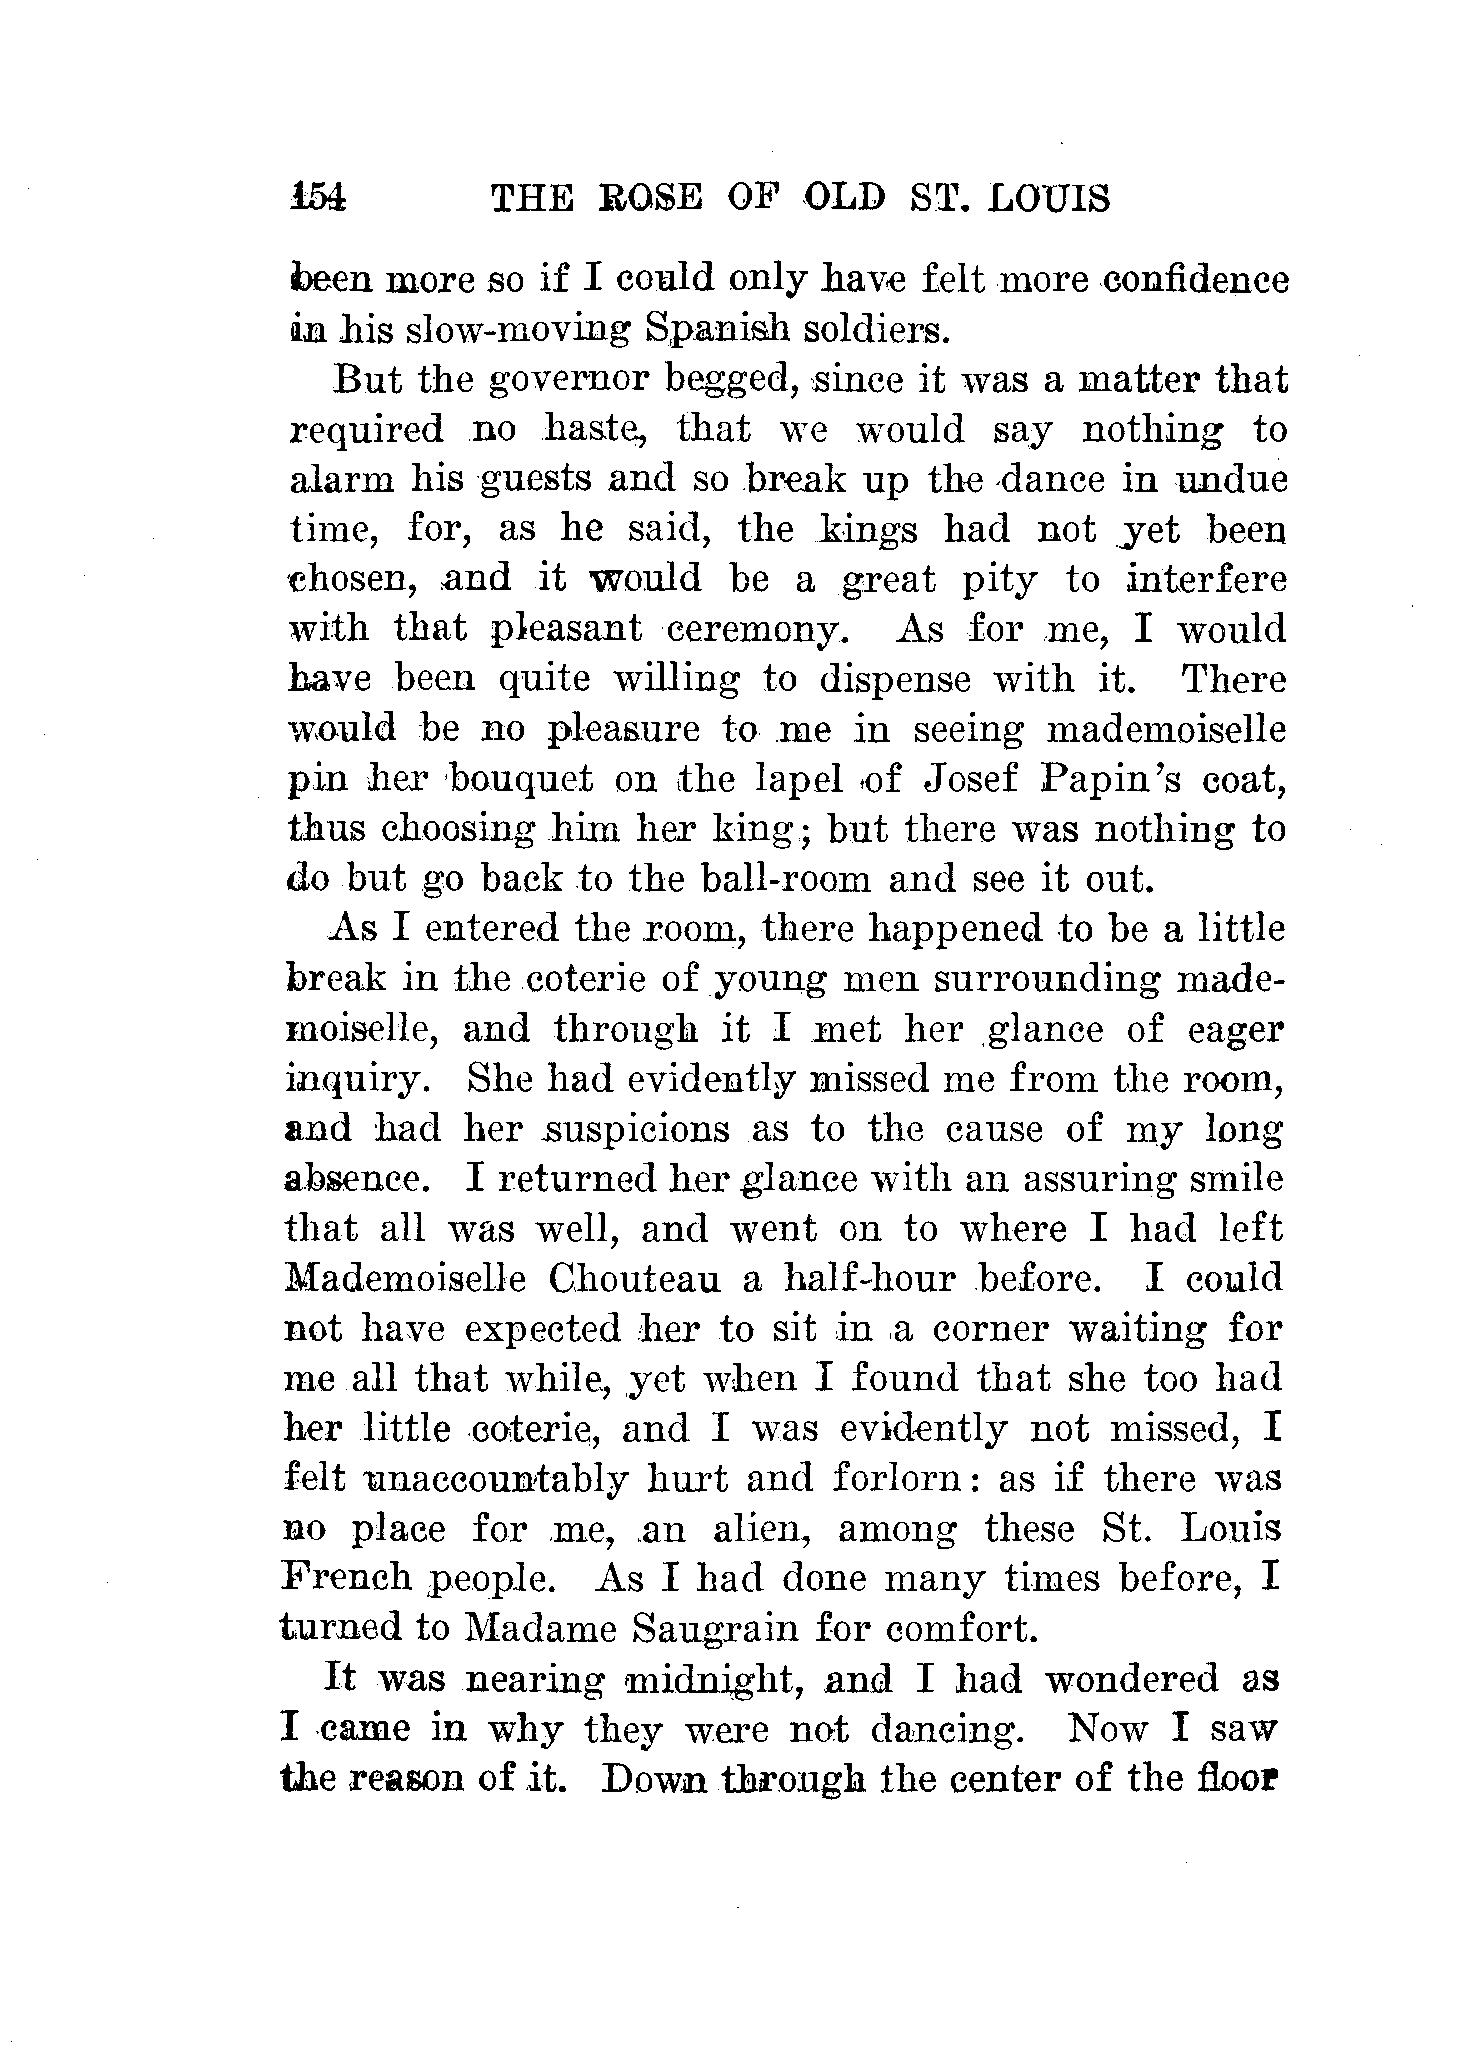 154 THE ROSE OF OLD ST. LOUIS
been more so if I could only have felt more confidence
in his slow-moving Spanish soldiers.
But the governor begged, since it was a matter that
required no haste, that we would say nothing to
alarm his guests and so break up the dance in undue
time, for, as he said, the kings had not yet been
chosen, and it would be a great pity to interfere
with that pleasant ceremony. As for me, I would
have been quite willing to dispense with it. There
would be no pleasure to me in seeing mademoiselle
pin her bouquet on the lapel of Josef Papin's coat,
thus choosing him her king; but there was nothing to
do but go back to the ball-room and see it out.
As I entered the room, there happened to be a little
break in the coterie of young men surrounding made-
moiselle, and through it I met her glance of eager
inquiry. She had evidently missed me from the room,
and had her suspicions as to the cause of my long
absence. I returned her glance with an assuring smile
that all was well, and went on to where I had left
Mademoiselle Chouteau a half-hour before. I could
not have expected her to sit in a corner waiting for
me all that while, yet when I found that she too had
her little coterie, and I was evidently not missed, I
felt unaccountably hurt and forlorn: as if there was
no place for me, an alien, among these St. Louis
French people. As I had done many times before, I
turned to Madame Saugrain for comfort.
It was nearing midnight, and I had wondered as
I came in why they were not dancing. Now I saw
the reason of it. Down through the center of the floor